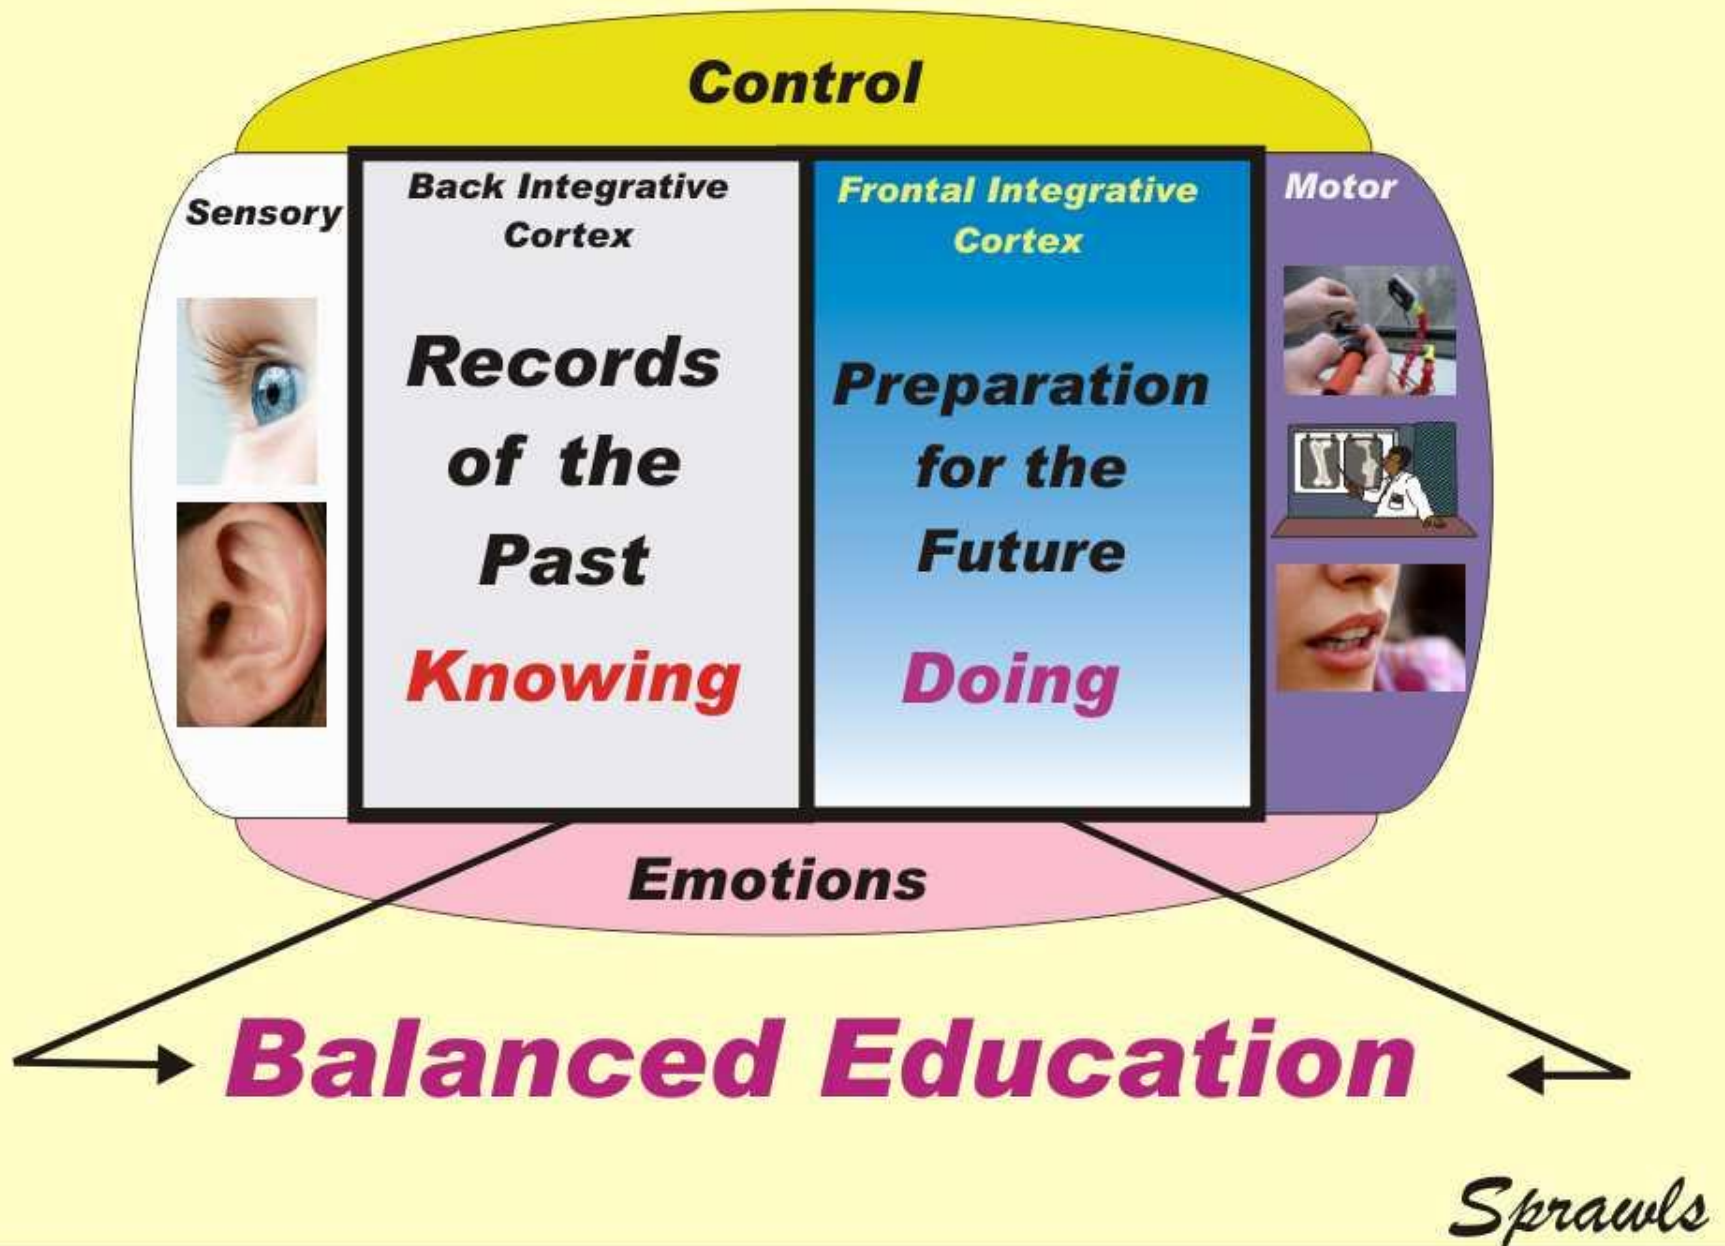 Control
Sensory
Back Integrative
Cortex
Records
of the
Past
Knowing
Frontal Integrative
Cortex
Preparation
for the
Future
Doing
Motor
Emotions
Balanced Education
Sprawls